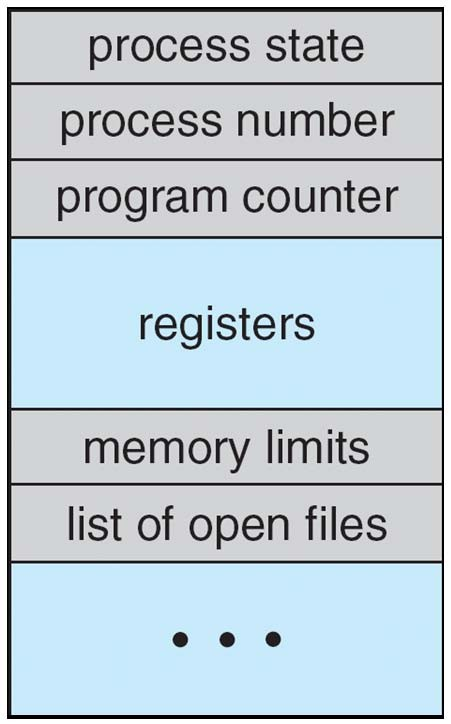 process state
process number
program counter
registers
memory limits
list of open files
• • •